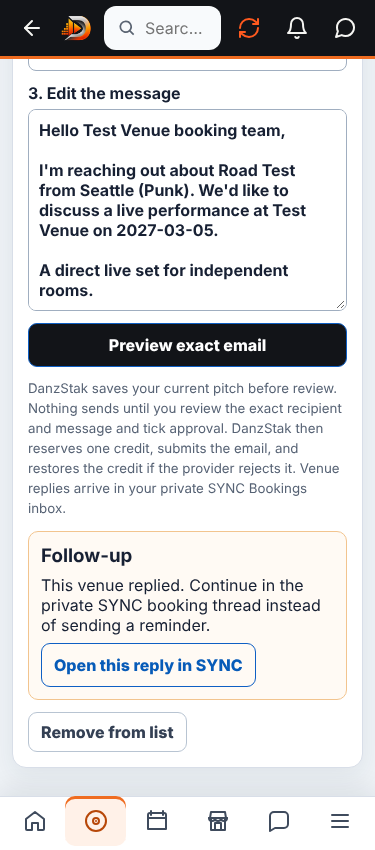 Searc...
3. Edit the message
Hello Test Venue booking team,
I'm reaching out about Road Test
from Seattle (Punk). We'd like to
discuss a live performance at Test
Venue on 2027-03-05.
A direct live set for independent
rooms.
Preview exact email
DanzStak saves your current pitch before review.
Nothing sends until you review the exact recipient
and message and tick approval. DanzStak then
reserves one credit, submits the email, and
restores the credit if the provider rejects it. Venue
replies arrive in your private SYNC Bookings
inbox.
Follow-up
This venue replied. Continue in the
private SYNC booking thread instead
of sending a reminder.
Open this reply in SYNC
Remove from list